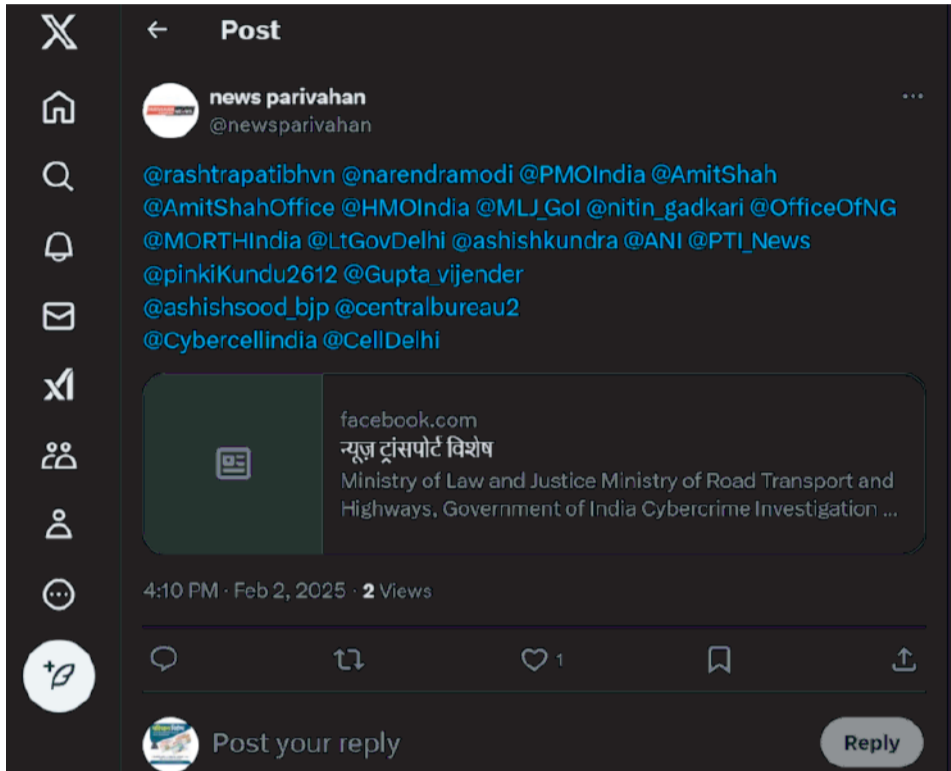 Post
news parivahan
@newsparivahan
@rashtrapatibhvn @narendramodi @PMOIndia @AmitShah
@AmitShahOffice @HMOIndia @MLJ_GoI @nitin_gadkari @OfficeOfNG
@MORTHIndia @LtGovDelhi @ashishkundra @ANI @PTI_News
@pinkiKundu2612 @Gupta_vijender
@ashishsood_bjp @centralbureau2
@Cybercellindia @CellDelhi
facebook.com
न्यूज़ ट्रांसपोर्ट विशेष
Ministry of Law and Justice Ministry of Road Transport and
Highways, Government of India Cybercrime Investigation ...
4:10 PM · Feb 2, 2025 · 2 Views
1
Post your reply
Reply